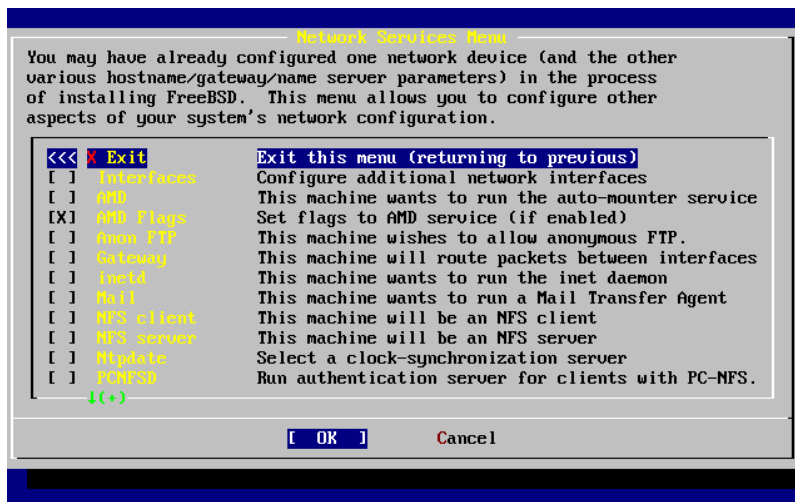 Network Services Menu
You may have already configured one network device (and the other
various hostname/gateway/name server parameters) in the process
of installing FreeBSD.  This menu allows you to configure other
aspects of your system's network configuration.
<<< X Exit Exit this menu (returning to previous)
[ ] Interfaces Configure additional network interfaces
[ ] AMD This machine wants to run the auto-mounter service
[X] AMD Flags Set flags to AMD service (if enabled)
[ ] Anon FTP This machine wishes to allow anonymous FTP.
[ ] Gateway This machine will route packets between interfaces
[ ] inetd This machine wants to run the inet daemon
[ ] Mail This machine wants to run a Mail Transfer Agent
[ ] NFS client This machine will be an NFS client
[ ] NFS server This machine will be an NFS server
[ ] Ntpdate Select a clock-synchronization server
[ ] PCNFSD Run authentication server for clients with PC-NFS.
↓(+)
[ OK ] Cancel